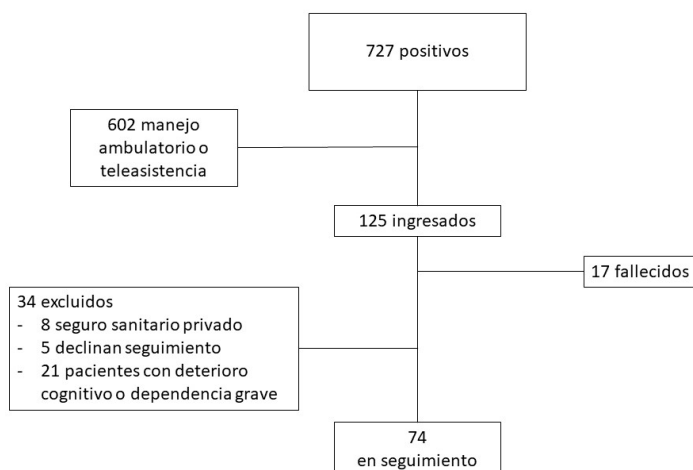 727 positivos
602 manejo
ambulatorio o
teleasistencia
125 ingresados
17 fallecidos
34 excluidos
- 8 seguro sanitario privado
- 5 declinan seguimiento
- 21 pacientes con deterioro
cognitivo o dependencia grave
74
en seguimiento